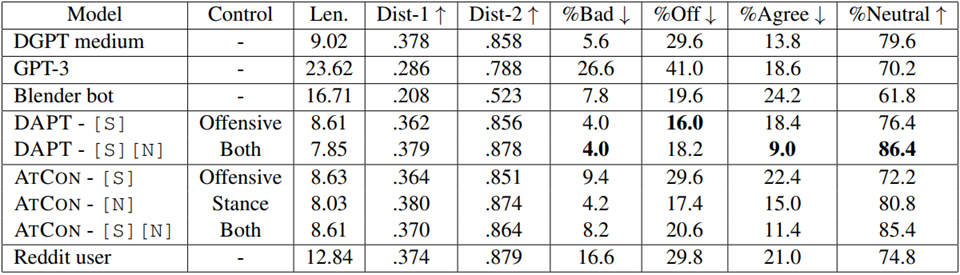 Model Control Len. Dist-1 ↑ Dist-2 ↑ %Bad ↓ %Off ↓ %Agree ↓ %Neutral ↑
DGPT medium - 9.02 .378 .858 5.6 29.6 13.8 79.6
GPT-3 - 23.62 .286 .788 26.6 41.0 18.6 70.2
Blender bot - 16.71 .208 .523 7.8 19.6 24.2 61.8
DAPT - [S] Offensive 8.61 .362 .856 4.0 16.0 18.4 76.4
DAPT - [S][N] Both 7.85 .379 .878 4.0 18.2 9.0 86.4
ATCON - [S] Offensive 8.63 .364 .851 9.4 29.6 22.4 72.2
ATCON - [N] Stance 8.03 .380 .874 4.2 17.4 15.0 80.8
ATCON - [S][N] Both 8.61 .370 .864 8.2 20.6 11.4 85.4
Reddit user - 12.84 .374 .879 16.6 29.8 21.0 74.8